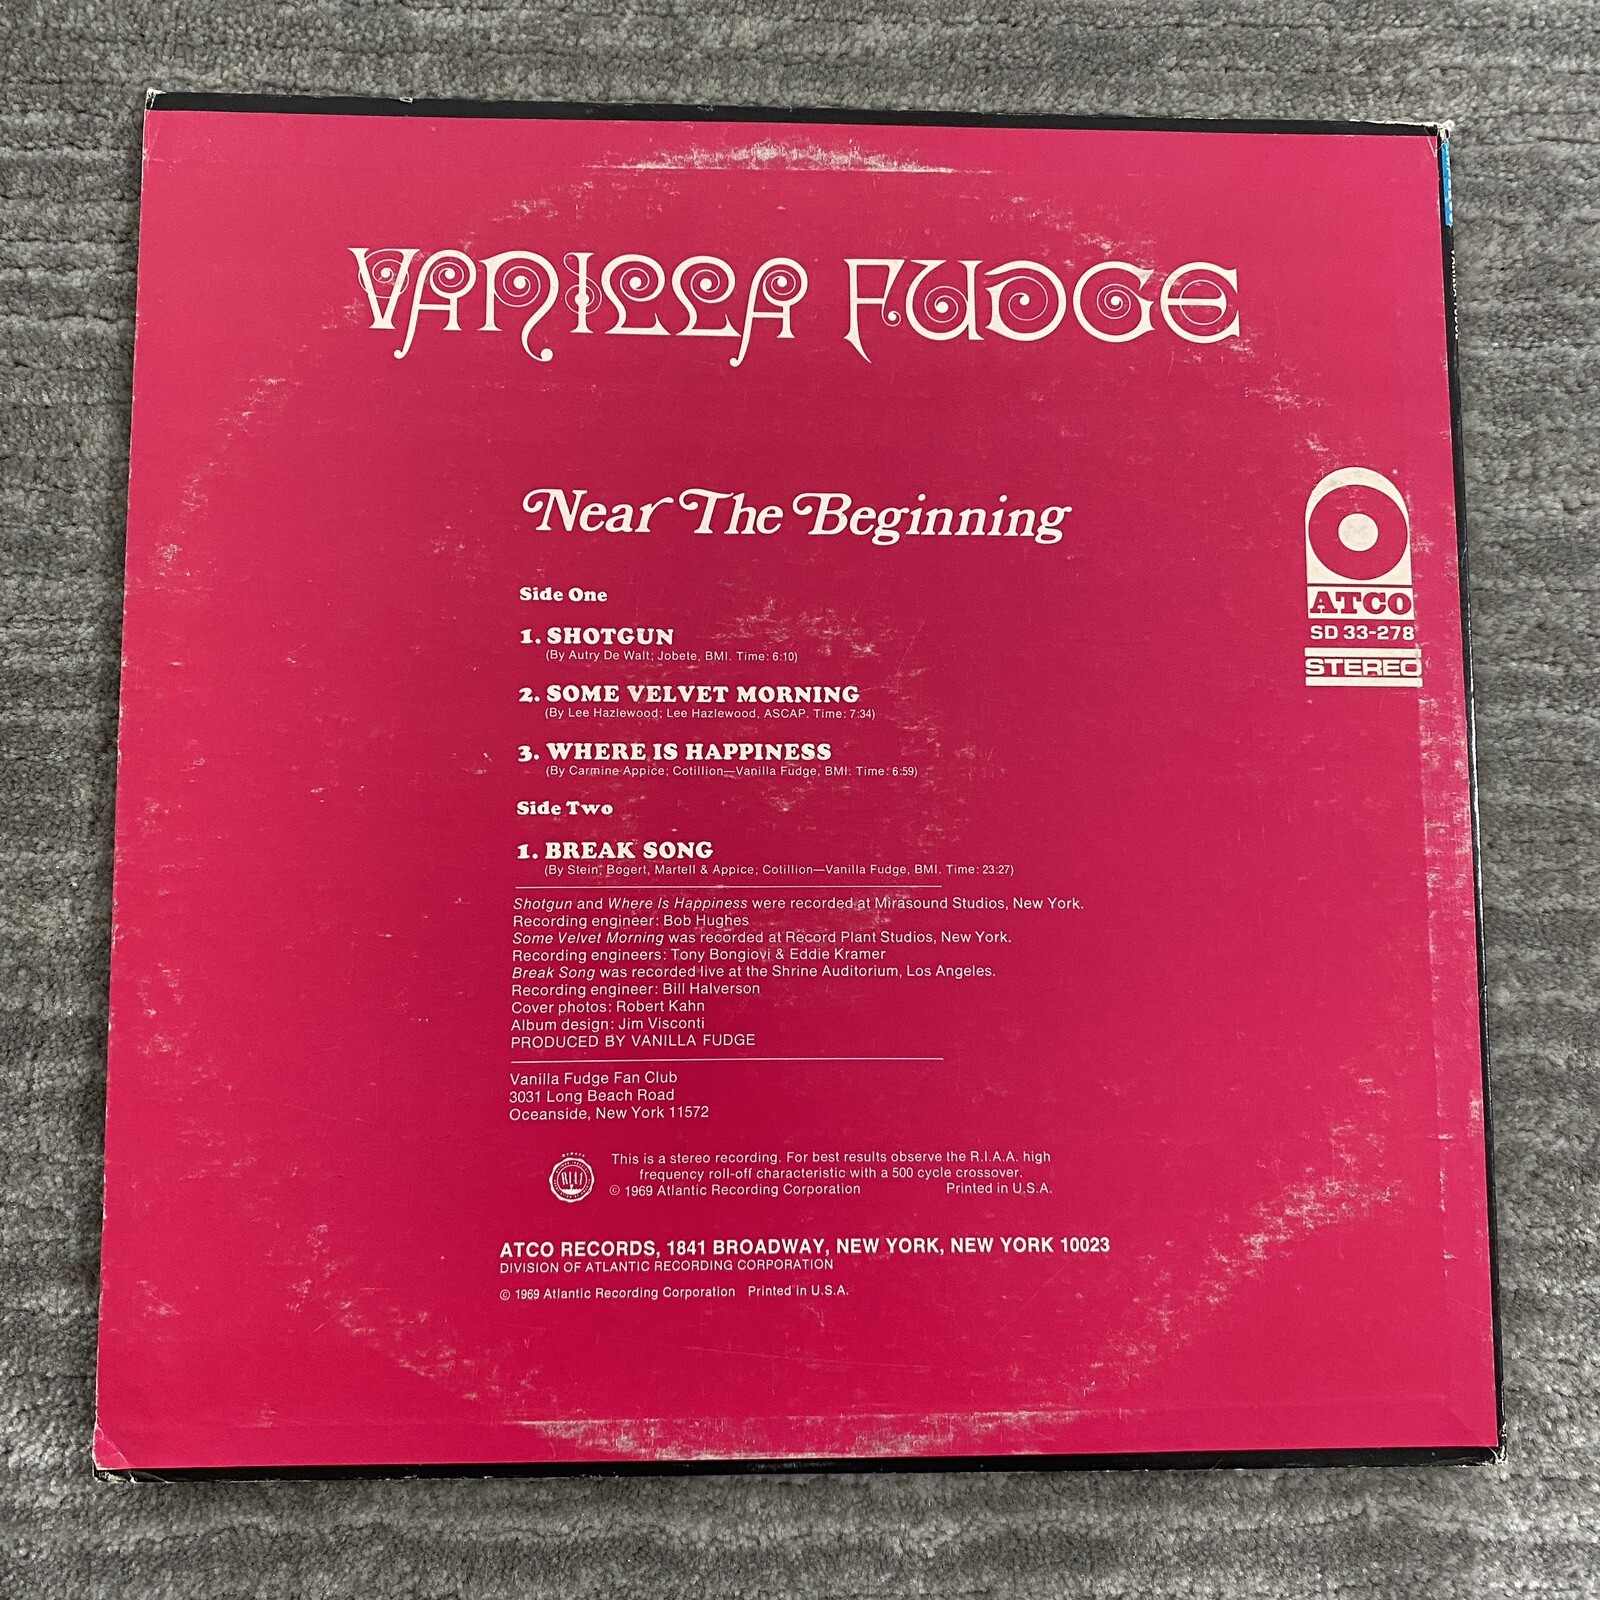 VANILLA FUDGE
Near The Beginning
Side One
1. SHOTGUN
(By Autry De Walt; Jobete, BMI. Time: 6:10)
2. SOME VELVET MORNING
(By Lee Hazlewood; Lee Hazlewood, ASCAP. Time: 7:34)
3. WHERE IS HAPPINESS
(By Carmine Appice; Cotillion—Vanilla Fudge, BMI. Time: 6:59)
Side Two
1. BREAK SONG
(By Stein, Bogert, Martell & Appice; Cotillion—Vanilla Fudge, BMI. Time: 23:27)
Shotgun and Where Is Happiness were recorded at Mirasound Studios, New York.
Recording engineer: Bob Hughes
Some Velvet Morning was recorded at Record Plant Studios, New York.
Recording engineers: Tony Bongiovi & Eddie Kramer
Break Song was recorded live at the Shrine Auditorium, Los Angeles.
Recording engineer: Bill Halverson
Cover photos: Robert Kahn
Album design: Jim Visconti
PRODUCED BY VANILLA FUDGE
Vanilla Fudge Fan Club
3031 Long Beach Road
Oceanside, New York 11572
RIAA
This is a stereo recording. For best results observe the R.I.A.A. high
frequency roll-off characteristic with a 500 cycle crossover.
© 1969 Atlantic Recording Corporation Printed in U.S.A.
ATCO RECORDS, 1841 BROADWAY, NEW YORK, NEW YORK 10023
DIVISION OF ATLANTIC RECORDING CORPORATION
© 1969 Atlantic Recording Corporation Printed in U.S.A.
ATCO
SD 33-278
STEREO